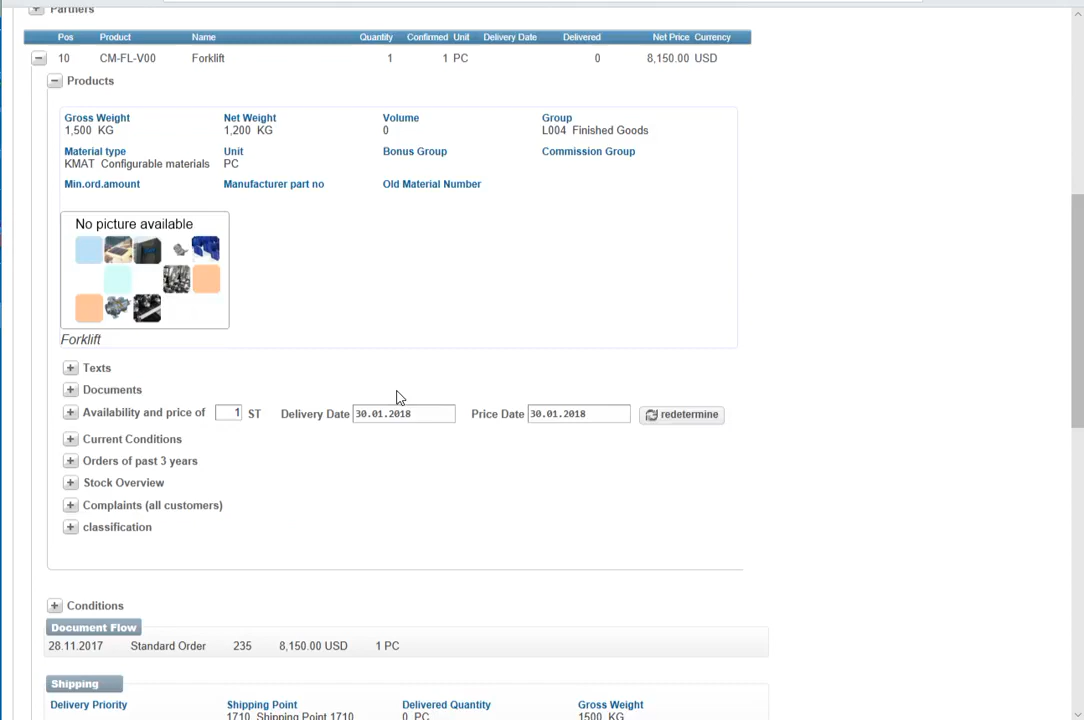 Partners
Pos Product Name Quantity Confirmed Unit Delivery Date Delivered Net Price Currency
10 CM-FL-V00 Forklift 1 1 PC 0 8,150.00 USD
Products
Gross Weight Net Weight Volume Group
1,500 KG 1,200 KG 0 L004 Finished Goods
Material type Unit Bonus Group Commission Group
KMAT Configurable materials PC
Min.ord.amount Manufacturer part no Old Material Number
No picture available
Forklift
Texts
Documents
Availability and price of 1 ST Delivery Date 30.01.2018 Price Date 30.01.2018 redetermine
Current Conditions
Orders of past 3 years
Stock Overview
Complaints (all customers)
classification
Conditions
Document Flow
28.11.2017 Standard Order 235 8,150.00 USD 1 PC
Shipping
Delivery Priority Shipping Point Delivered Quantity Gross Weight
1710 Shipping Point 1710 0 PC 1500 KG